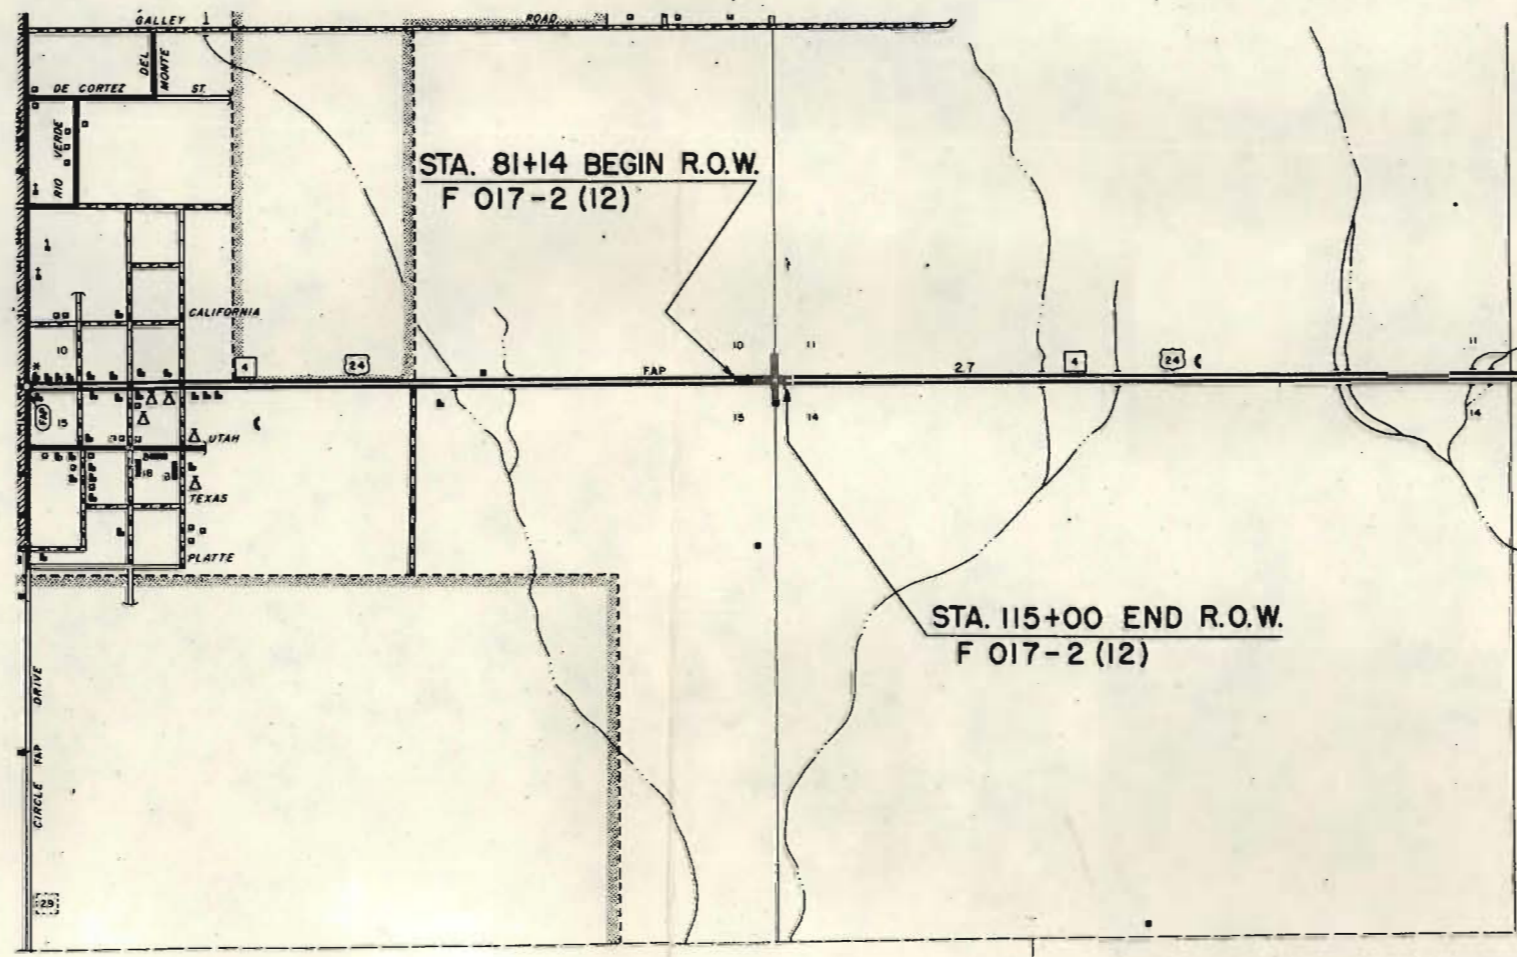 GALLEY ROAD
DEL MONTE
DE CORTEZ ST.
RIO VERDE
STA. 81+14 BEGIN R.O.W.
F 017-2 (12)
CALIFORNIA
10
10
11
11
4
24
FAP
27
4
24
FAP
15
15
14
14
UTAH
18
TEXAS
PLATTE
STA. 115+00 END R.O.W.
F 017-2 (12)
CIRCLE FAP DRIVE
29